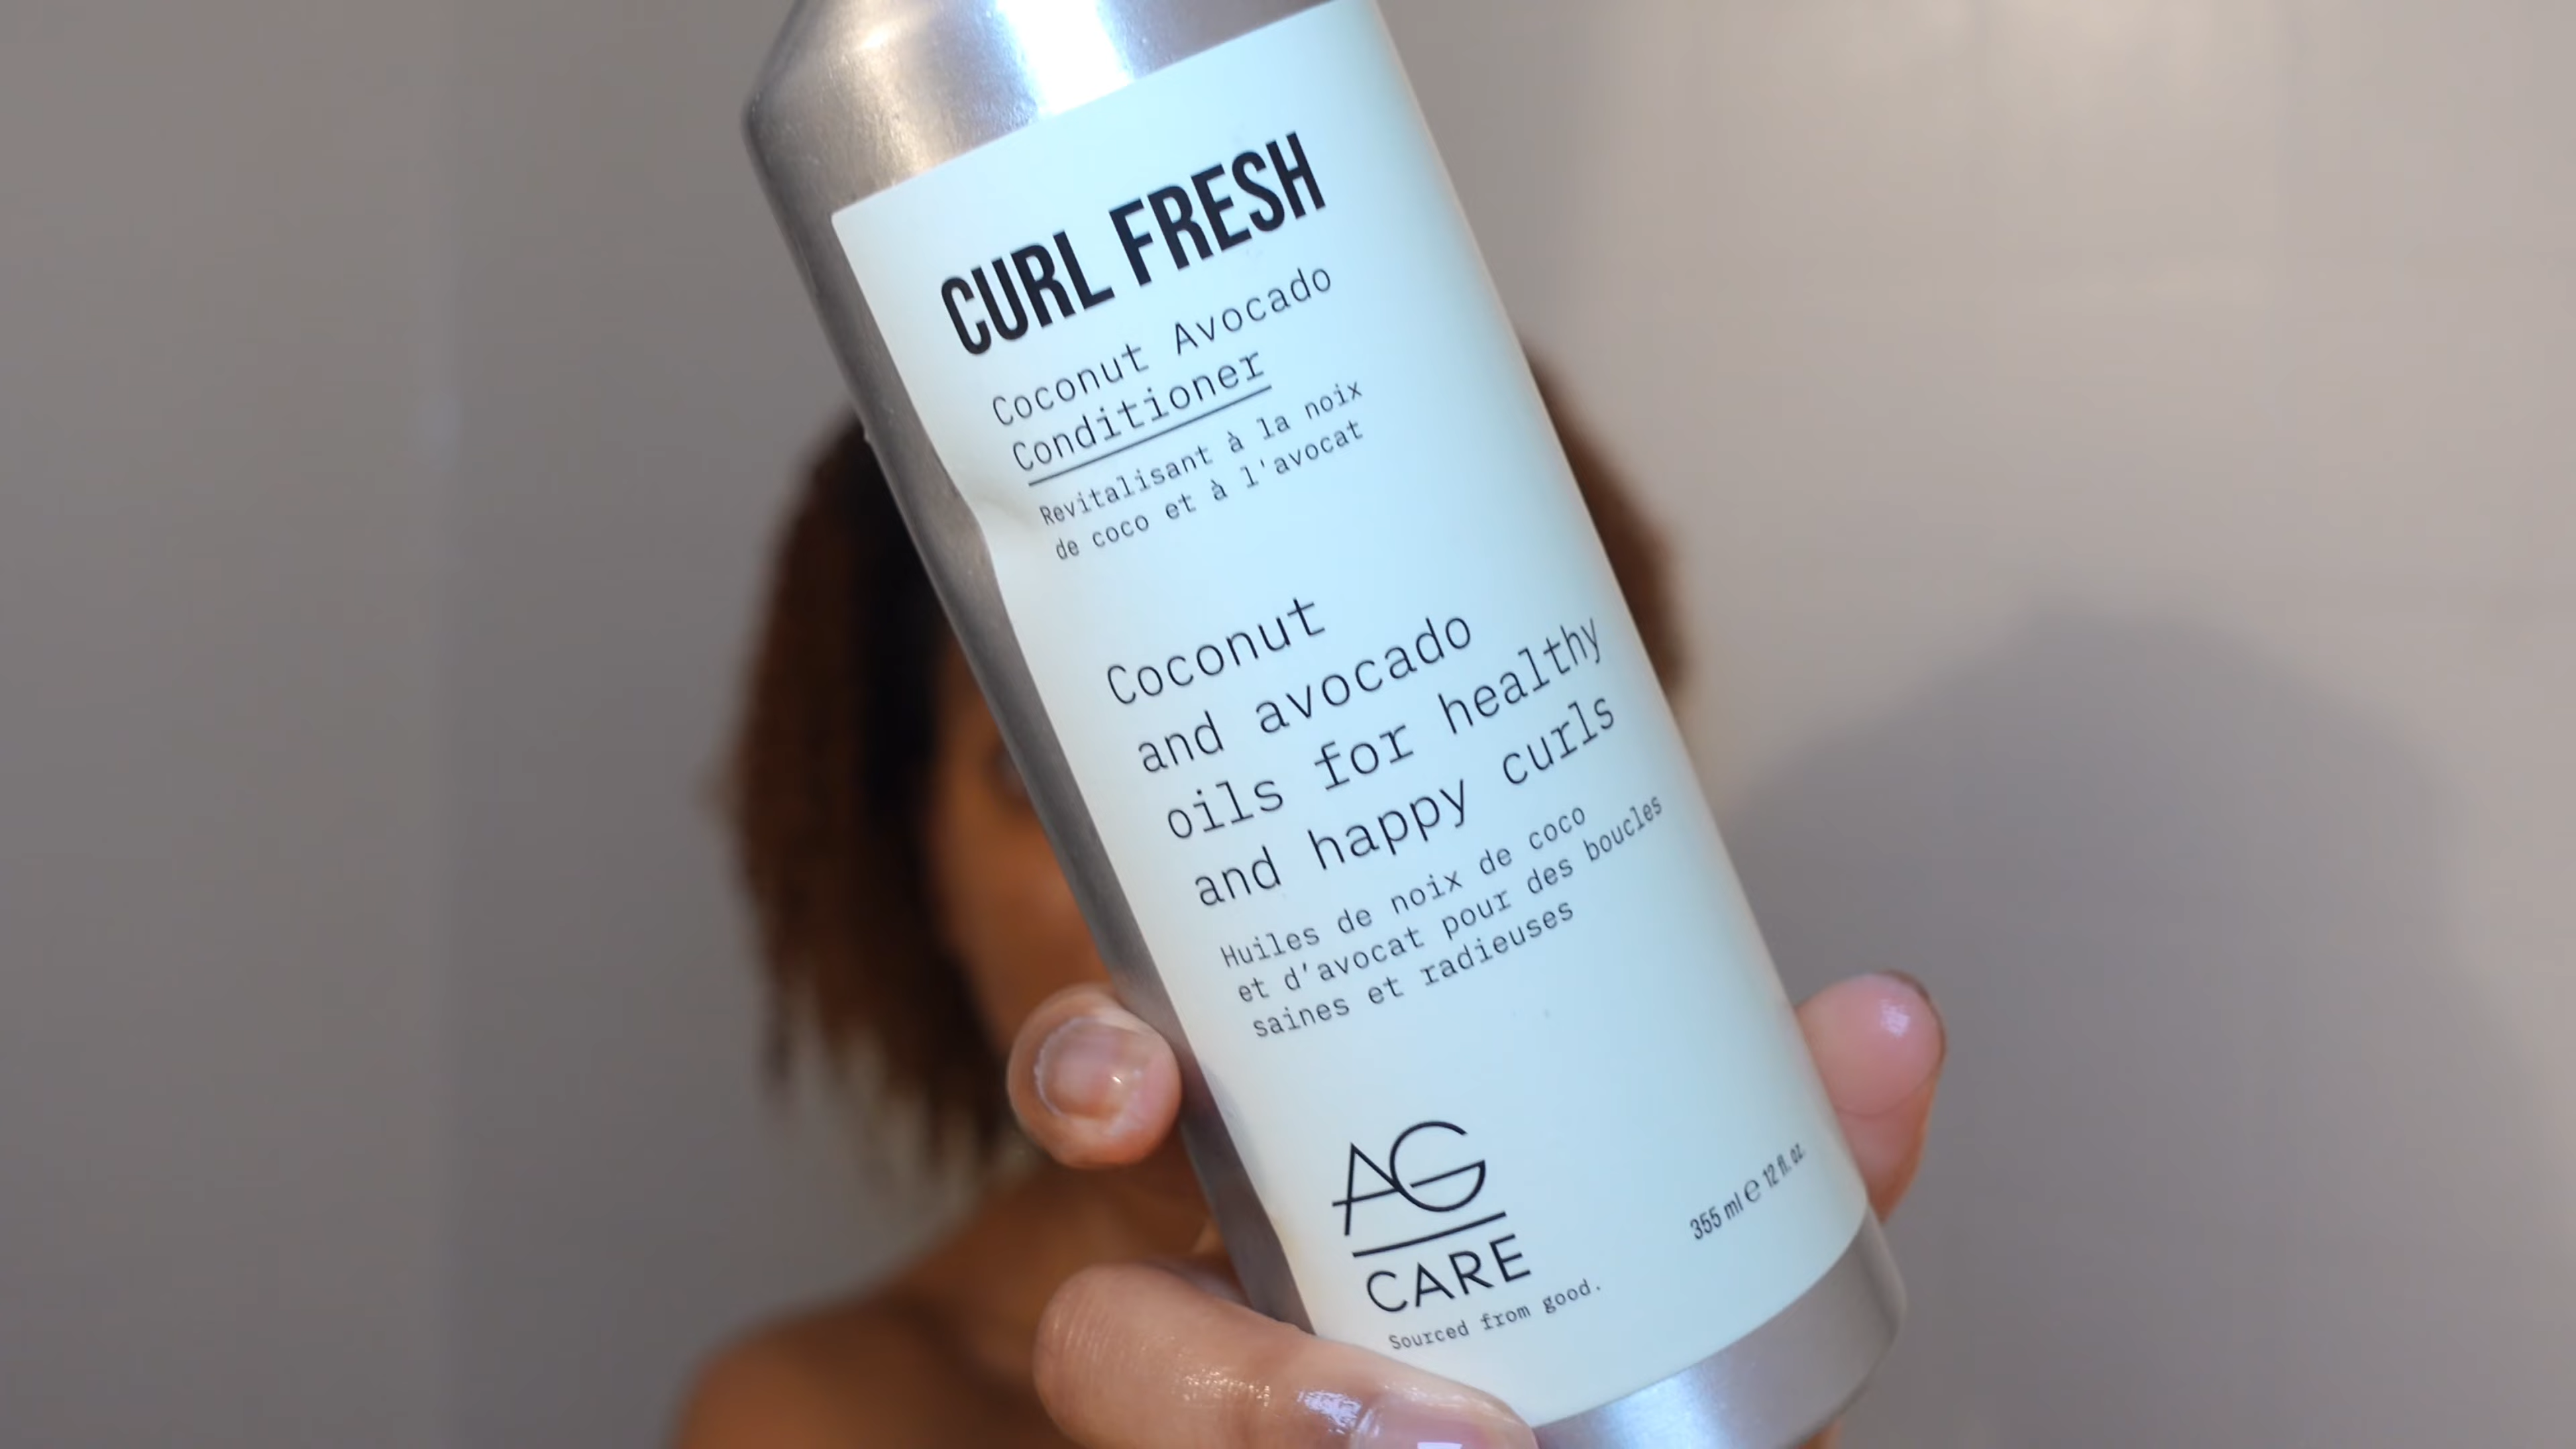 CURL FRESH
Coconut Avocado
Conditioner
Revitalisant à la noix
de coco et à l'avocat
Coconut
and avocado
oils for healthy
and happy curls
Huiles de noix de coco
et d'avocat pour des boucles
saines et radieuses
AG
CARE
Sourced from good.
355 ml ℮ 12 fl. oz.